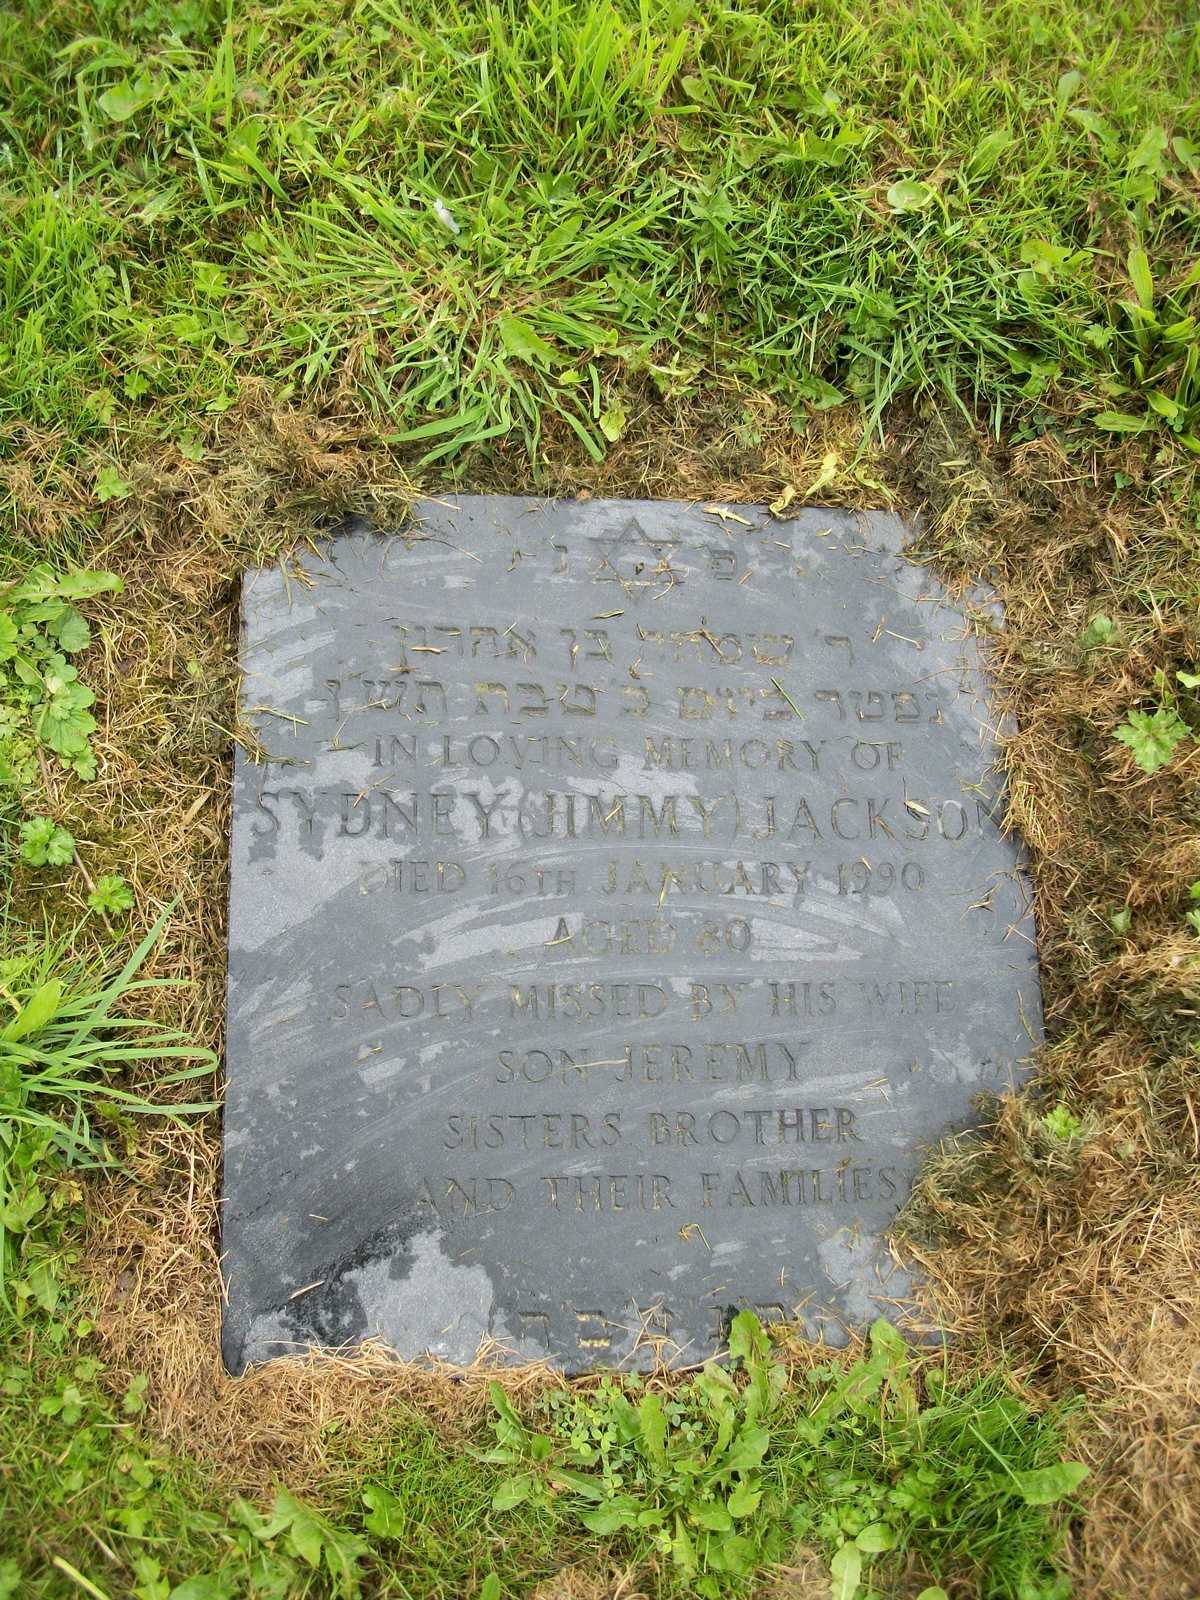 פ נ
ר' שמחה בן אהרון
נפטר ביום כ' טבת תש"ן
IN LOVING MEMORY OF
SYDNEY (JIMMY) JACKSON
DIED 16TH JANUARY 1990
AGED 80
SADLY MISSED BY HIS WIFE
SON JEREMY
SISTERS, BROTHER
AND THEIR FAMILIES
ת נ צ ב ה